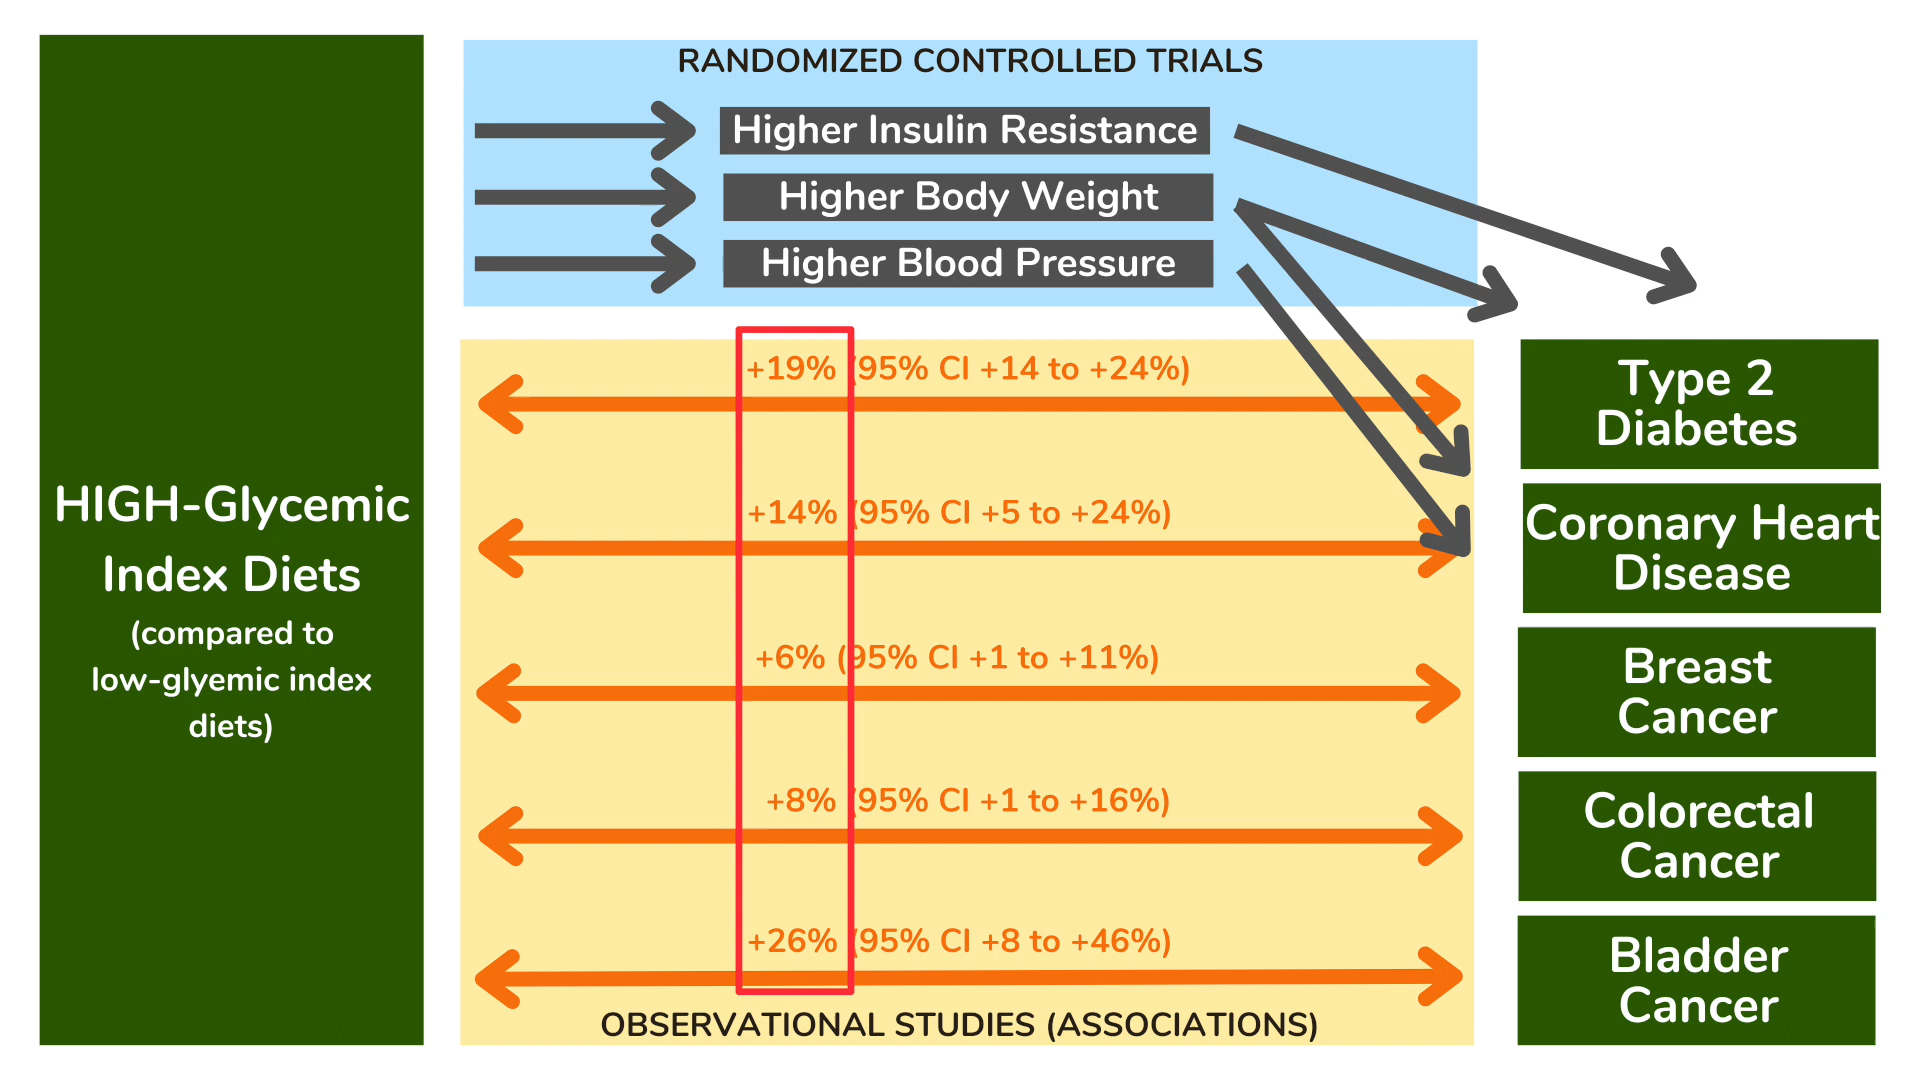 HIGH-Glycemic
Index Diets
(compared to
low-glyemic index
diets)
RANDOMIZED CONTROLLED TRIALS
Higher Insulin Resistance
Higher Body Weight
Higher Blood Pressure
+19% (95% CI +14 to +24%)
+14% (95% CI +5 to +24%)
+6% (95% CI +1 to +11%)
+8% (95% CI +1 to +16%)
+26% (95% CI +8 to +46%)
OBSERVATIONAL STUDIES (ASSOCIATIONS)
Type 2
Diabetes
Coronary Heart
Disease
Breast
Cancer
Colorectal
Cancer
Bladder
Cancer